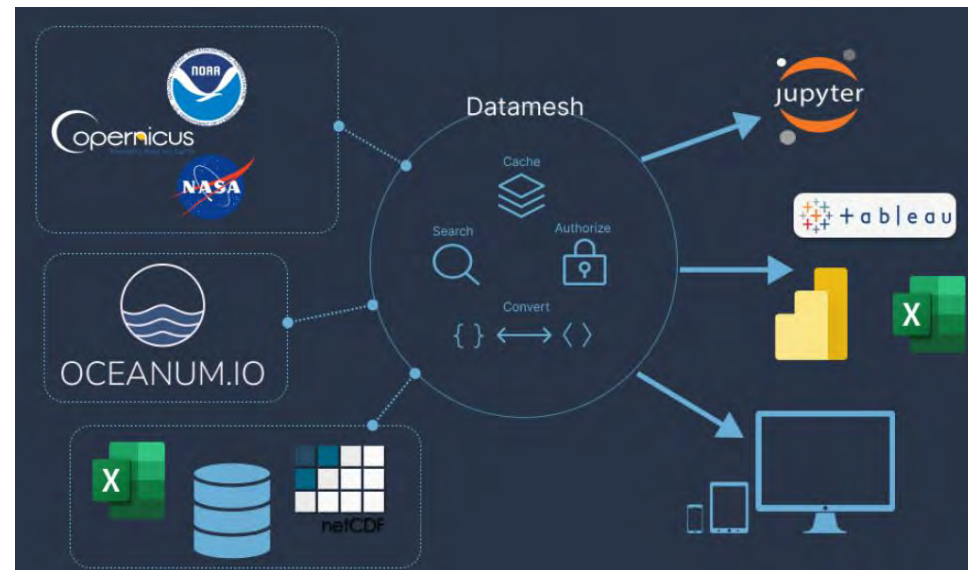 NOAA
Copernicus
NASA
OCEANUM.IO
X
netCDF
Datamesh
Cache
Search
Authorize
Convert
{ } < >
jupyter
+ableau
X